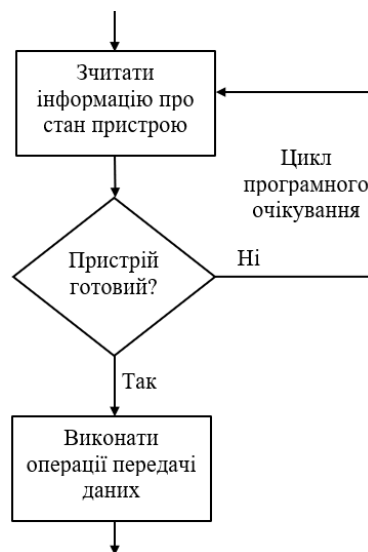 Зчитати
інформацію про
стан пристрою
Цикл
програмного
очікування
Пристрій
готовий?
Ні
Так
Виконати
операції передачі
даних